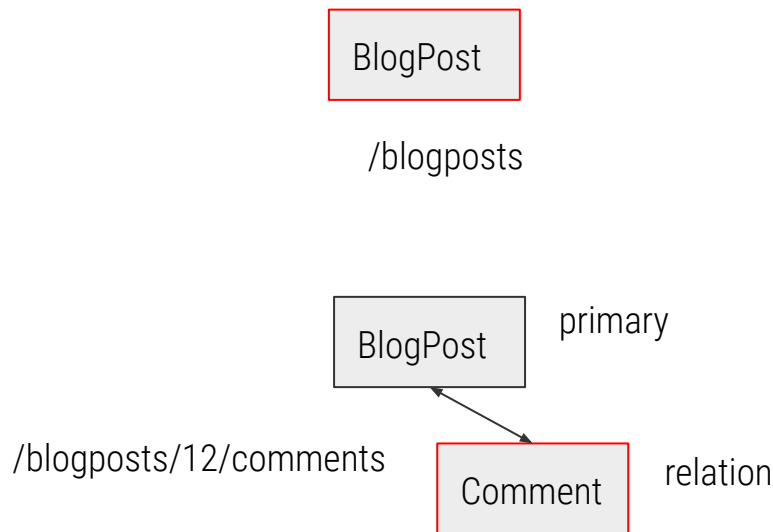 BlogPost
/blogposts
primary
BlogPost
/blogposts/12/comments
relation
Comment